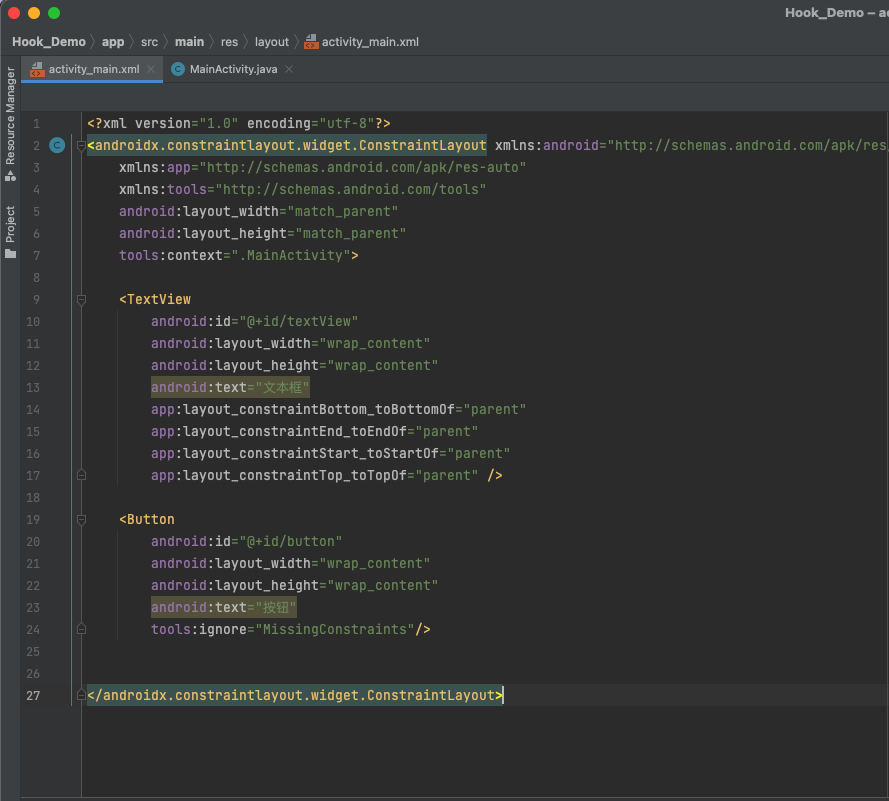 Hook_Demo – ac
Hook_Demo app src main res layout activity_main.xml
activity_main.xml MainActivity.java
Resource Manager
Project
1 <?xml version="1.0" encoding="utf-8"?>
2 <androidx.constraintlayout.widget.ConstraintLayout xmlns:android="http://schemas.android.com/apk/res/
3 xmlns:app="http://schemas.android.com/apk/res-auto"
4 xmlns:tools="http://schemas.android.com/tools"
5 android:layout_width="match_parent"
6 android:layout_height="match_parent"
7 tools:context=".MainActivity">
8
9 <TextView
10 android:id="@+id/textView"
11 android:layout_width="wrap_content"
12 android:layout_height="wrap_content"
13 android:text="文本框"
14 app:layout_constraintBottom_toBottomOf="parent"
15 app:layout_constraintEnd_toEndOf="parent"
16 app:layout_constraintStart_toStartOf="parent"
17 app:layout_constraintTop_toTopOf="parent" />
18
19 <Button
20 android:id="@+id/button"
21 android:layout_width="wrap_content"
22 android:layout_height="wrap_content"
23 android:text="按钮"
24 tools:ignore="MissingConstraints"/>
25
26
27 </androidx.constraintlayout.widget.ConstraintLayout>